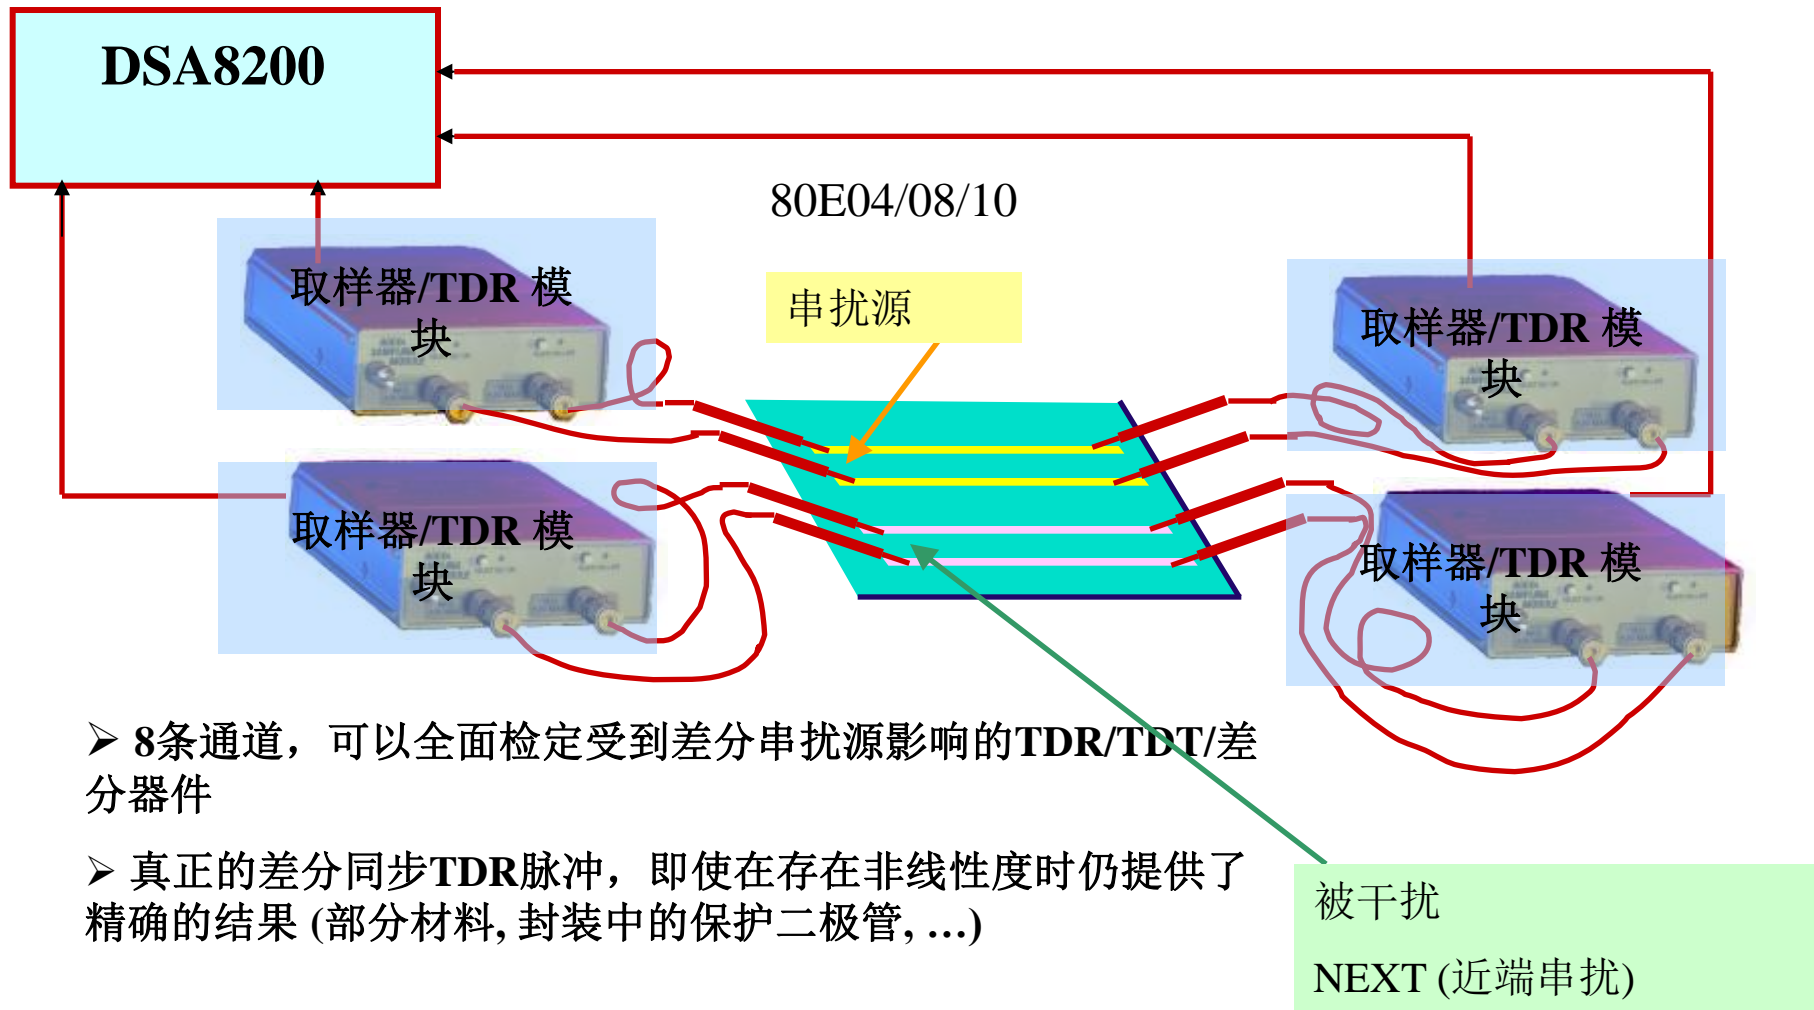 DSA8200
80E04/08/10
取样器/TDR 模
块
串扰源
取样器/TDR 模
块
取样器/TDR 模
块
取样器/TDR 模
块
➢ 8条通道，可以全面检定受到差分串扰源影响的TDR/TDT/差
分器件
➢ 真正的差分同步TDR脉冲，即使在存在非线性度时仍提供了
精确的结果 (部分材料, 封装中的保护二极管, …)
被干扰
NEXT (近端串扰)